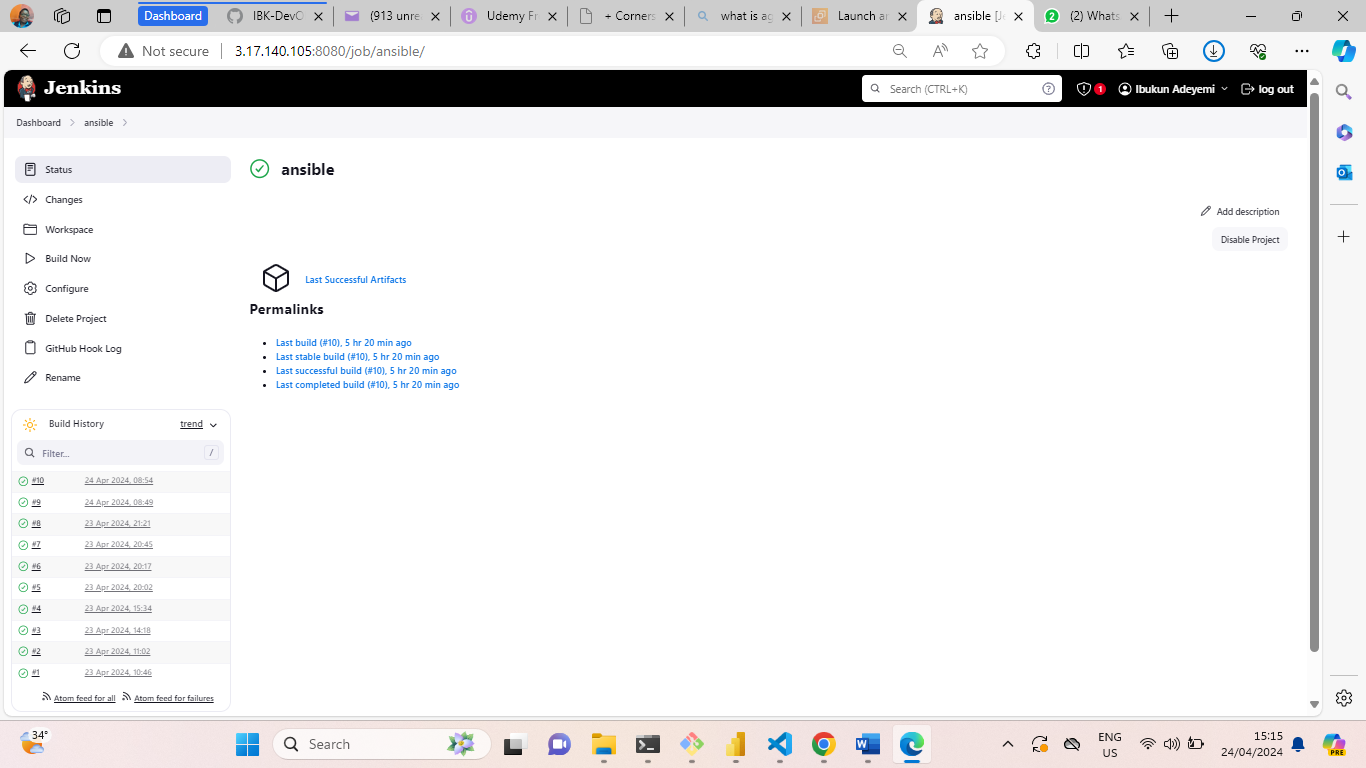 Dashboard
IBK-DevO
(913 unre
Udemy Fr
+ Corners
what is ag
Launch an
ansible [Je
(2) Whats
Not secure
3.17.140.105:8080/job/ansible/
Jenkins
Search (CTRL+K)
?
1
Ibukun Adeyemi
log out
Dashboard
ansible
Status
Changes
Workspace
Build Now
Configure
Delete Project
GitHub Hook Log
Rename
ansible
Add description
Disable Project
Last Successful Artifacts
Permalinks
Last build (#10), 5 hr 20 min ago
Last stable build (#10), 5 hr 20 min ago
Last successful build (#10), 5 hr 20 min ago
Last completed build (#10), 5 hr 20 min ago
Build History
trend
Filter...
/
#10 24 Apr 2024, 08:54
#9 24 Apr 2024, 08:49
#8 23 Apr 2024, 21:21
#7 23 Apr 2024, 20:45
#6 23 Apr 2024, 20:17
#5 23 Apr 2024, 20:02
#4 23 Apr 2024, 15:34
#3 23 Apr 2024, 14:18
#2 23 Apr 2024, 11:02
#1 23 Apr 2024, 10:46
Atom feed for all
Atom feed for failures
34°
Search
ENG
US
15:15
24/04/2024
PRE